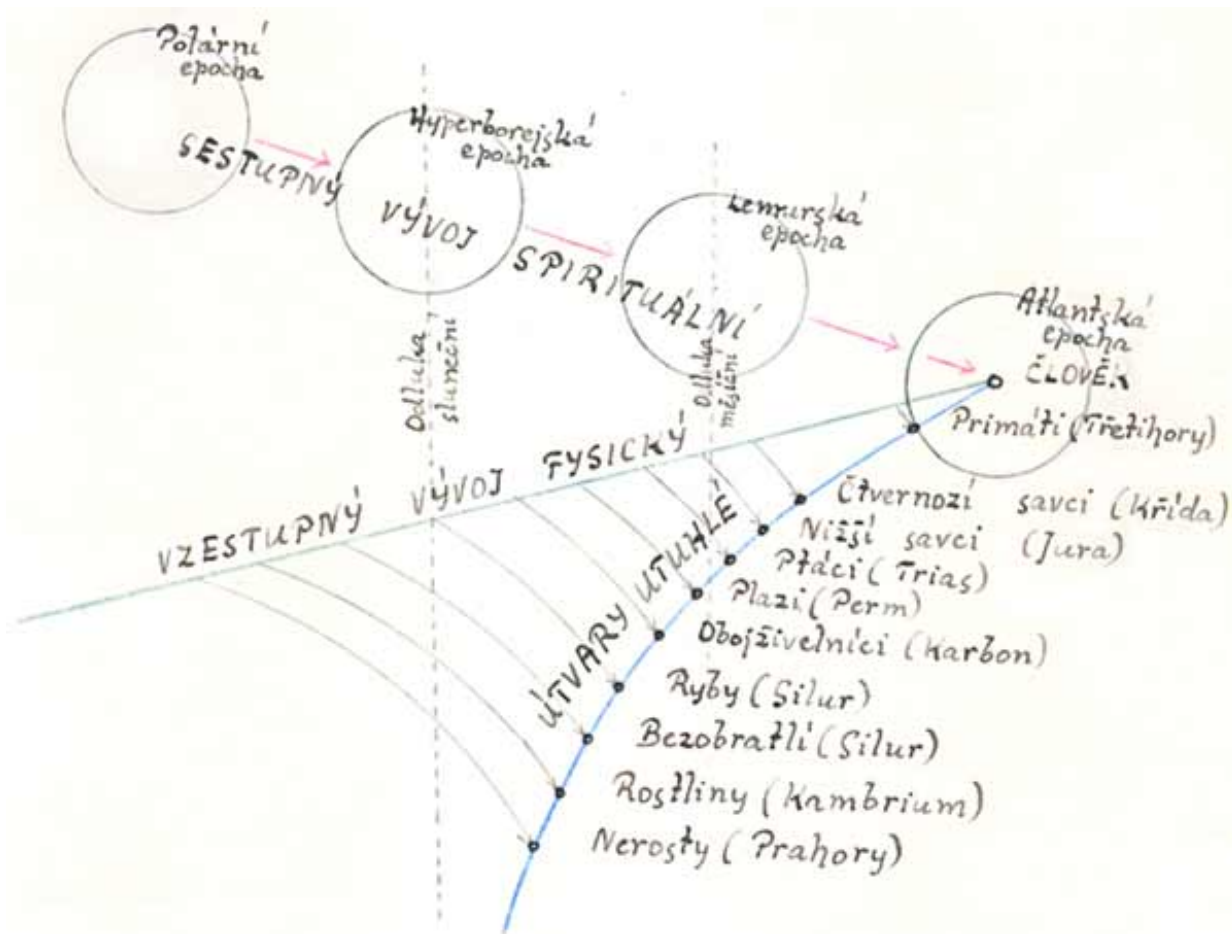 Polární
epocha
SESTUPNÝ
Hyperborejská
epocha
VÝVOJ
Lemurská
epocha
SPIRITUÁLNÍ
Atlantská
epocha
ČLOVĚK
Odluka
sluneční
Odluka
měsíční
VZESTUPNÝ VÝVOJ FYSICKÝ
ÚTVARY UTUHLÉ
Primáti (Třetihory)
Čtvernozí savci (Křída)
Nižší savci (Jura)
Ptáci (Trias)
Plazi (Perm)
Obojživelníci (Karbon)
Ryby (Silur)
Bezobratlí (Silur)
Rostliny (Kambrium)
Nerosty (Prahory)